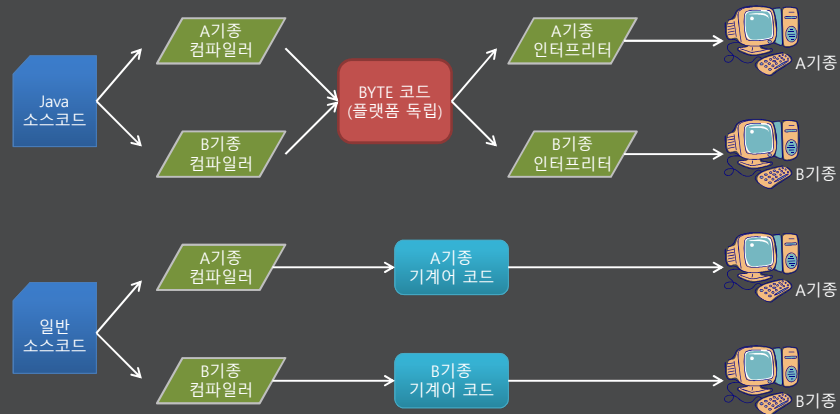 A기종
컴파일러
A기종
인터프리터
A기종
Java
소스코드
BYTE 코드
(플랫폼 독립)
B기종
컴파일러
B기종
인터프리터
B기종
A기종
컴파일러
A기종
기계어 코드
A기종
일반
소스코드
B기종
컴파일러
B기종
기계어 코드
B기종